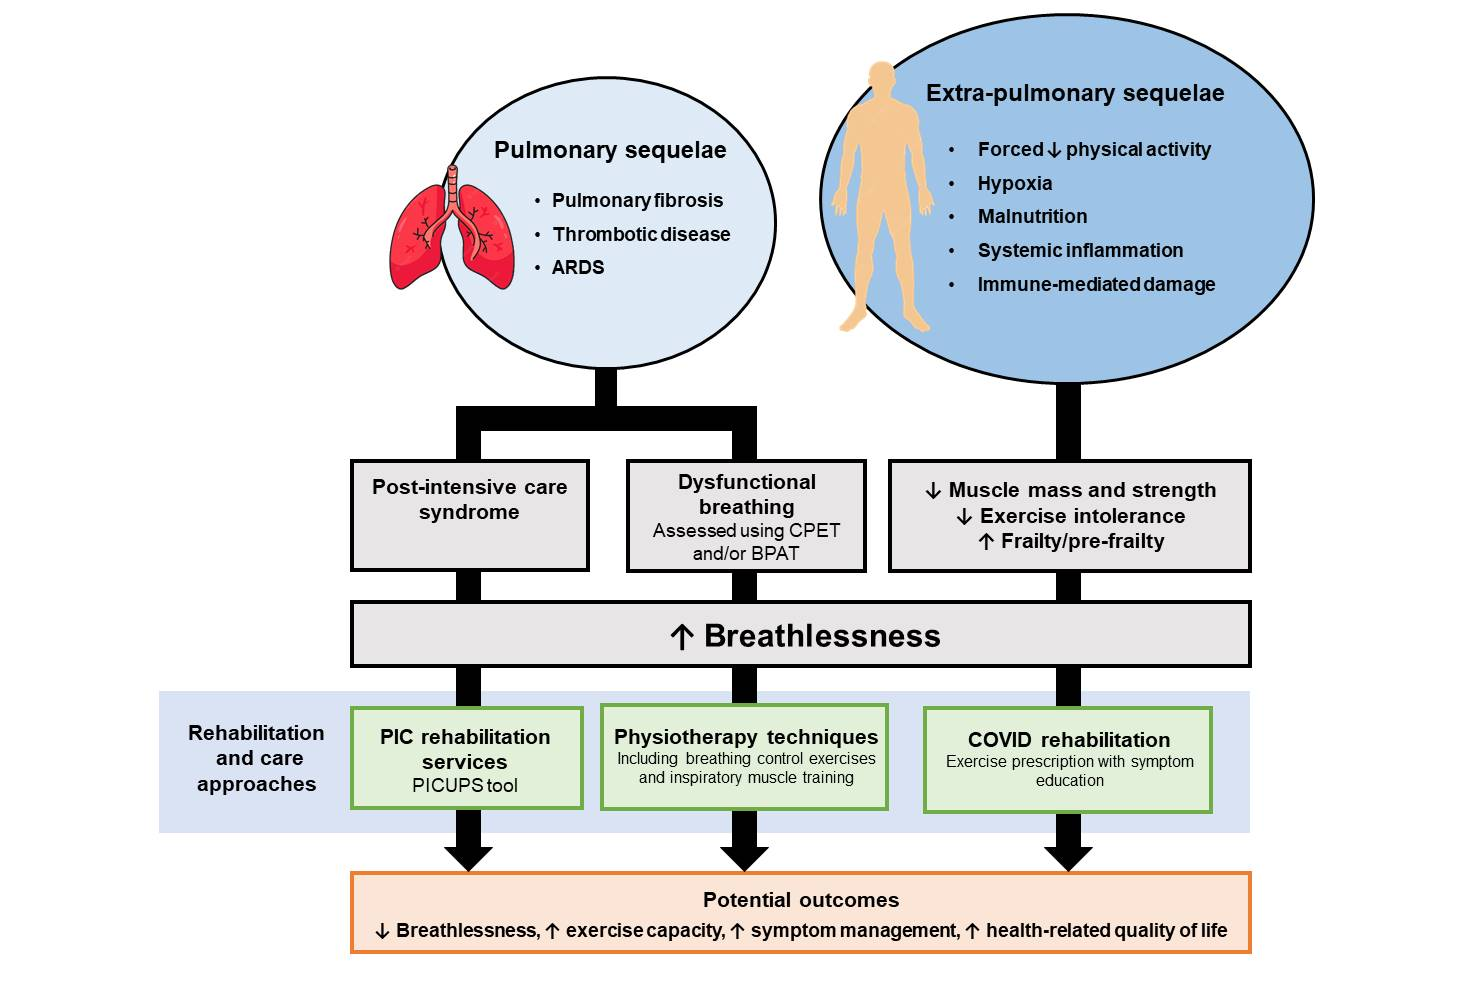 Pulmonary sequelae
• Pulmonary fibrosis
• Thrombotic disease
• ARDS
Extra-pulmonary sequelae
• Forced ↓ physical activity
• Hypoxia
• Malnutrition
• Systemic inflammation
• Immune-mediated damage
Post-intensive care
syndrome
Dysfunctional
breathing
Assessed using CPET
and/or BPAT
↓ Muscle mass and strength
↓ Exercise intolerance
↑ Frailty/pre-frailty
↑ Breathlessness
Rehabilitation
and care
approaches
PIC rehabilitation
services
PICUPS tool
Physiotherapy techniques
Including breathing control exercises
and inspiratory muscle training
COVID rehabilitation
Exercise prescription with symptom
education
Potential outcomes
↓ Breathlessness, ↑ exercise capacity, ↑ symptom management, ↑ health-related quality of life